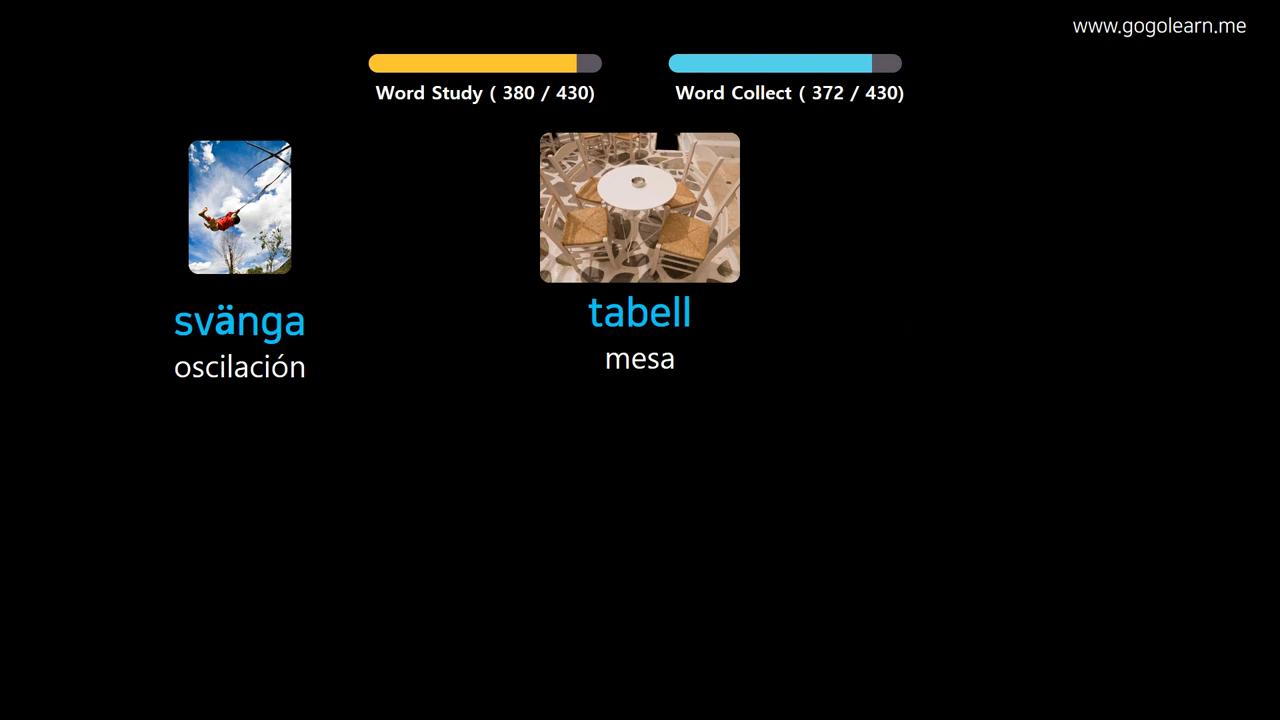 www.gogolearn.me
Word Study ( 380 / 430)
Word Collect ( 372 / 430)
svänga
oscilación
tabell
mesa